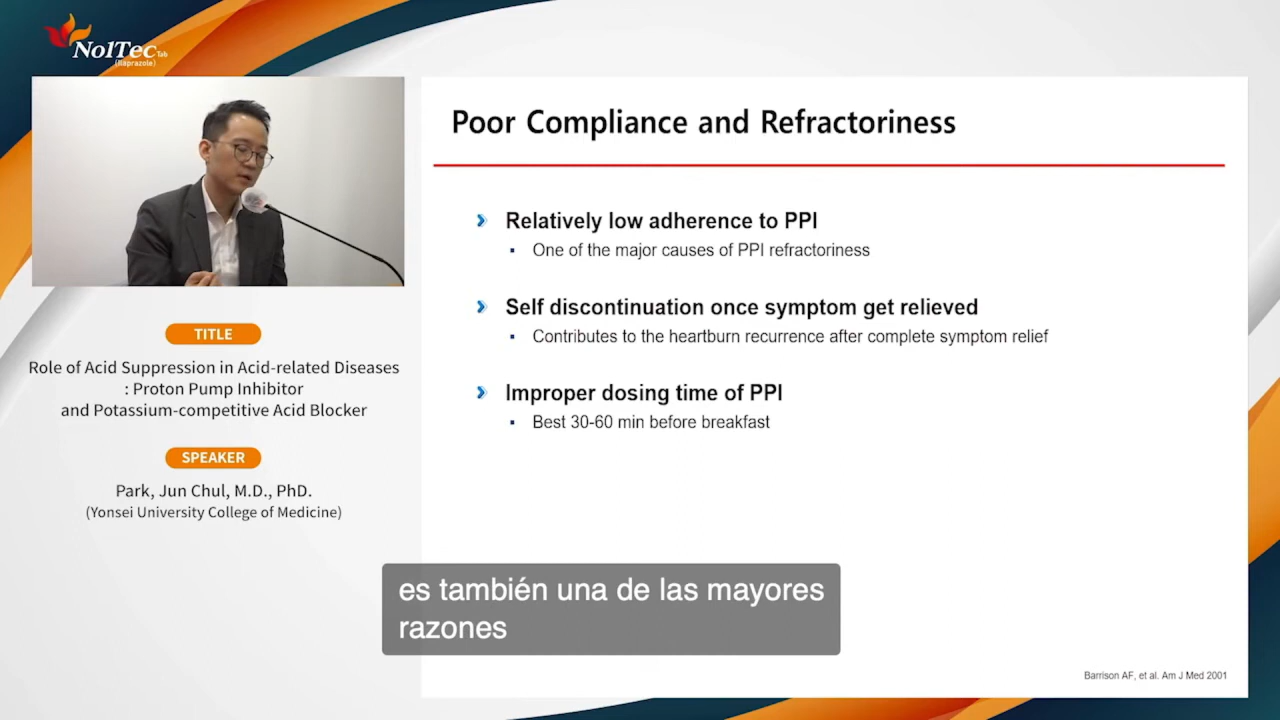 NolTec Tab
(Ilaprazole)
Poor Compliance and Refractoriness
Relatively low adherence to PPI
One of the major causes of PPI refractoriness
Self discontinuation once symptom get relieved
Contributes to the heartburn recurrence after complete symptom relief
Improper dosing time of PPI
Best 30-60 min before breakfast
TITLE
Role of Acid Suppression in Acid-related Diseases
: Proton Pump Inhibitor
and Potassium-competitive Acid Blocker
SPEAKER
Park, Jun Chul, M.D., PhD.
(Yonsei University College of Medicine)
es también una de las mayores
razones
Barrison AF, et al. Am J Med 2001